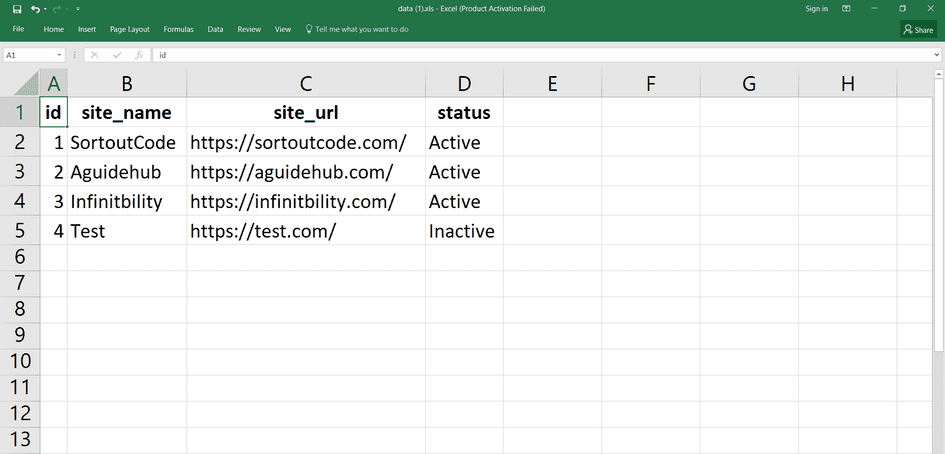 data (1).xls - Excel (Product Activation Failed)
Sign in
File Home Insert Page Layout Formulas Data Review View Tell me what you want to do
Share
A1 fx id
A B C D E F G H
1 id site_name site_url status
2 1 SortoutCode https://sortoutcode.com/ Active
3 2 Aguidehub https://aguidehub.com/ Active
4 3 Infinitbility https://infinitbility.com/ Active
5 4 Test https://test.com/ Inactive
6
7
8
9
10
11
12
13